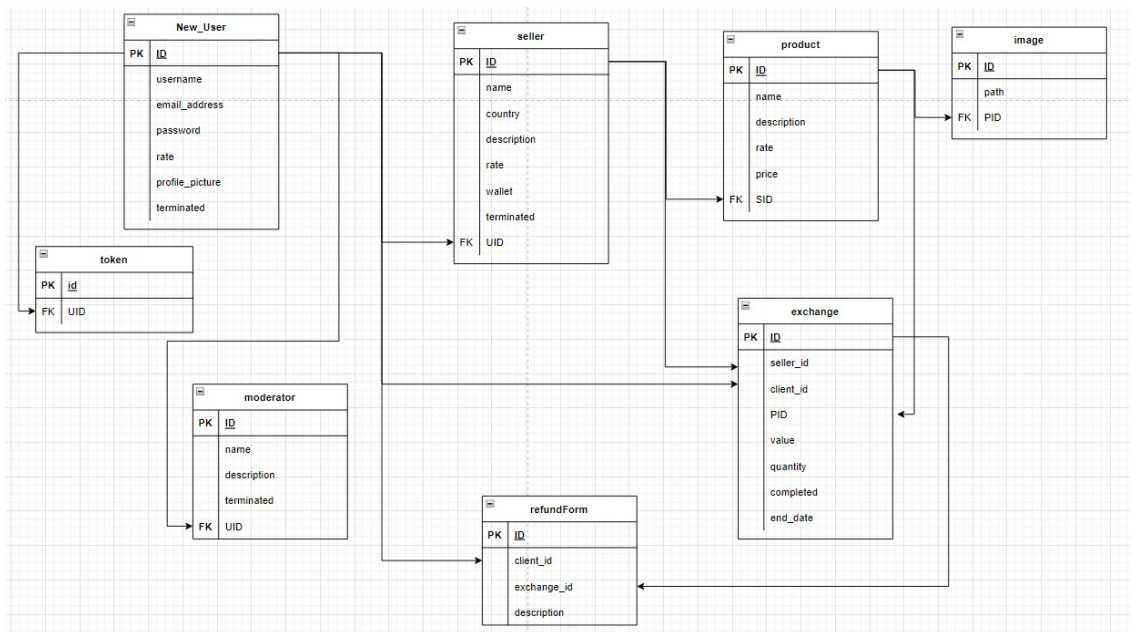 New_User
PK ID
username
email_address
password
rate
profile_picture
terminated
seller
PK ID
name
country
description
rate
wallet
terminated
FK UID
product
PK ID
name
description
rate
price
FK SID
image
PK ID
path
FK PID
token
PK id
FK UID
moderator
PK ID
name
description
terminated
FK UID
exchange
PK ID
seller_id
client_id
PID
value
quantity
completed
end_date
refundForm
PK ID
client_id
exchange_id
description